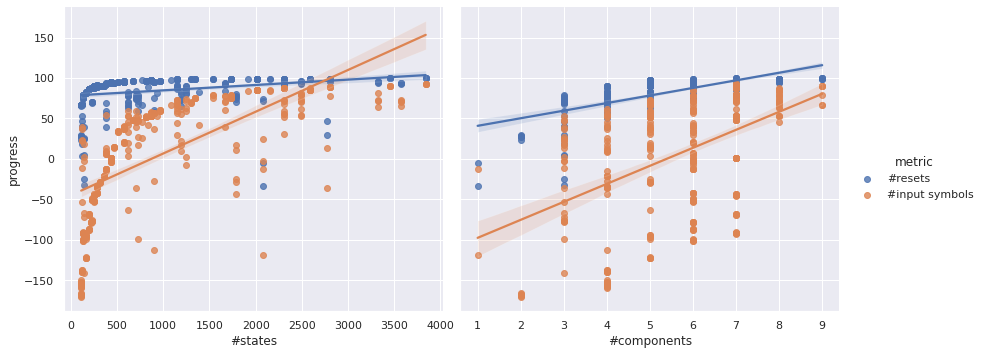 progress
150
100
50
0
−50
−100
−150
0 500 1000 1500 2000 2500 3000 3500 4000
#states
1 2 3 4 5 6 7 8 9
#components
metric
#resets
#input symbols